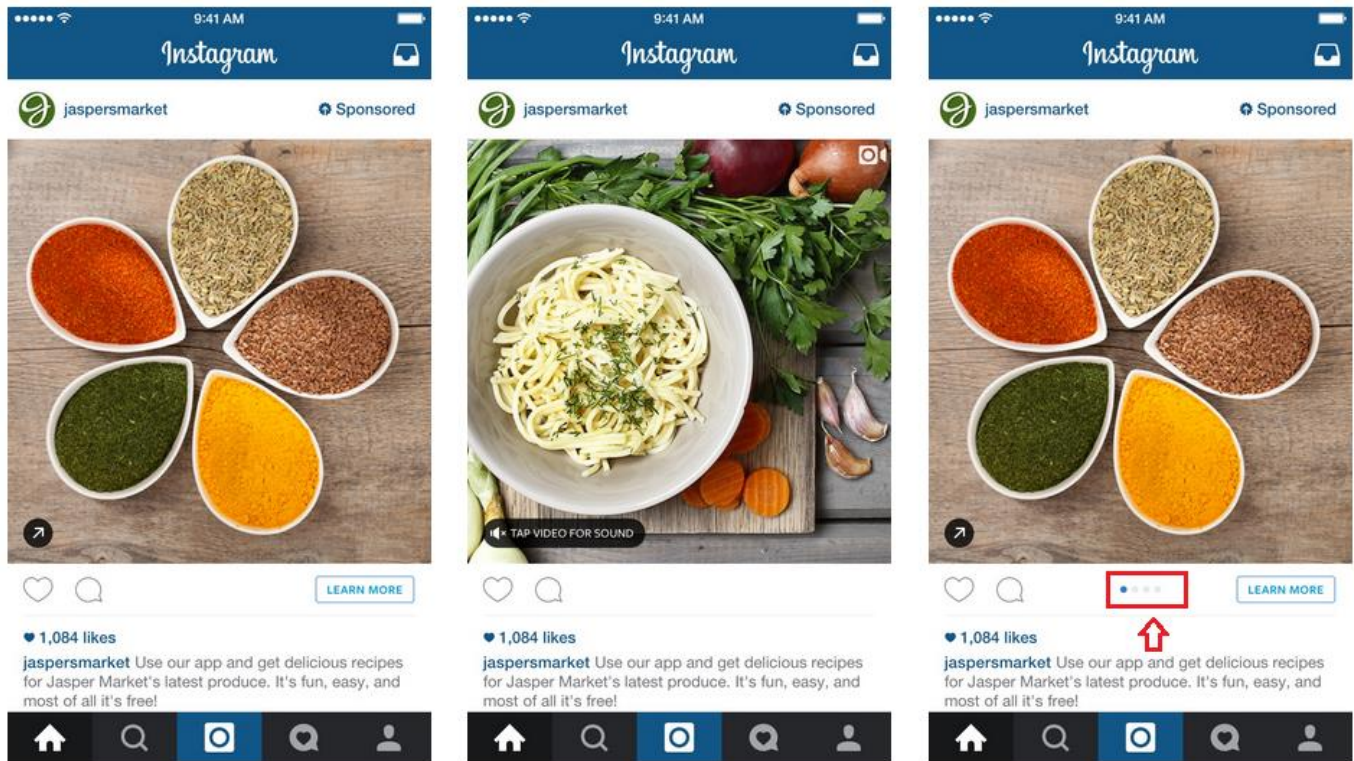 9:41 AM
Instagram
jaspersmarket Sponsored
LEARN MORE
1,084 likes
jaspersmarket Use our app and get delicious recipes
for Jasper Market's latest produce. It's fun, easy, and
most of all it's free!
9:41 AM
Instagram
jaspersmarket Sponsored
TAP VIDEO FOR SOUND
1,084 likes
jaspersmarket Use our app and get delicious recipes
for Jasper Market's latest produce. It's fun, easy, and
most of all it's free!
9:41 AM
Instagram
jaspersmarket Sponsored
LEARN MORE
1,084 likes
jaspersmarket Use our app and get delicious recipes
for Jasper Market's latest produce. It's fun, easy, and
most of all it's free!